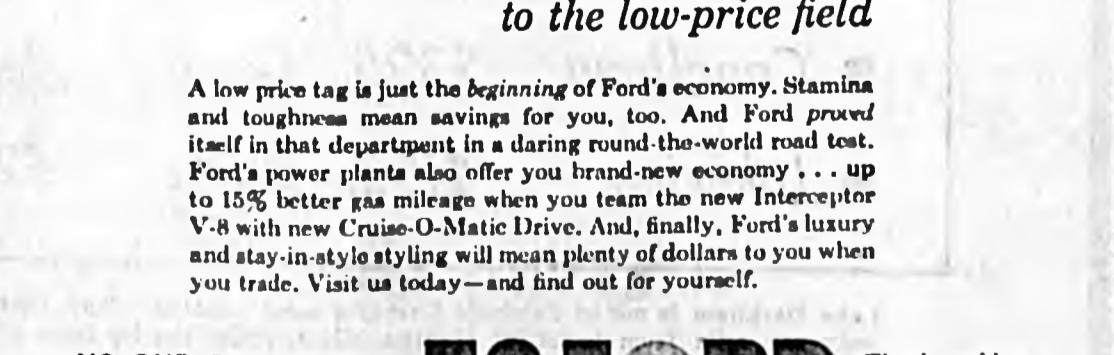 to the low-price field
A low price tag is just the beginning of Ford's economy. Stamina
and toughness mean savings for you, too. And Ford proved
itself in that department in a daring round-the-world road test.
Ford's power plants also offer you brand-new economy . . . up
to 15% better gas mileage when you team the new Interceptor
V-8 with new Cruise-O-Matic Drive. And, finally, Ford's luxury
and stay-in-style styling will mean plenty of dollars to you when
you trade. Visit us today—and find out for yourself.